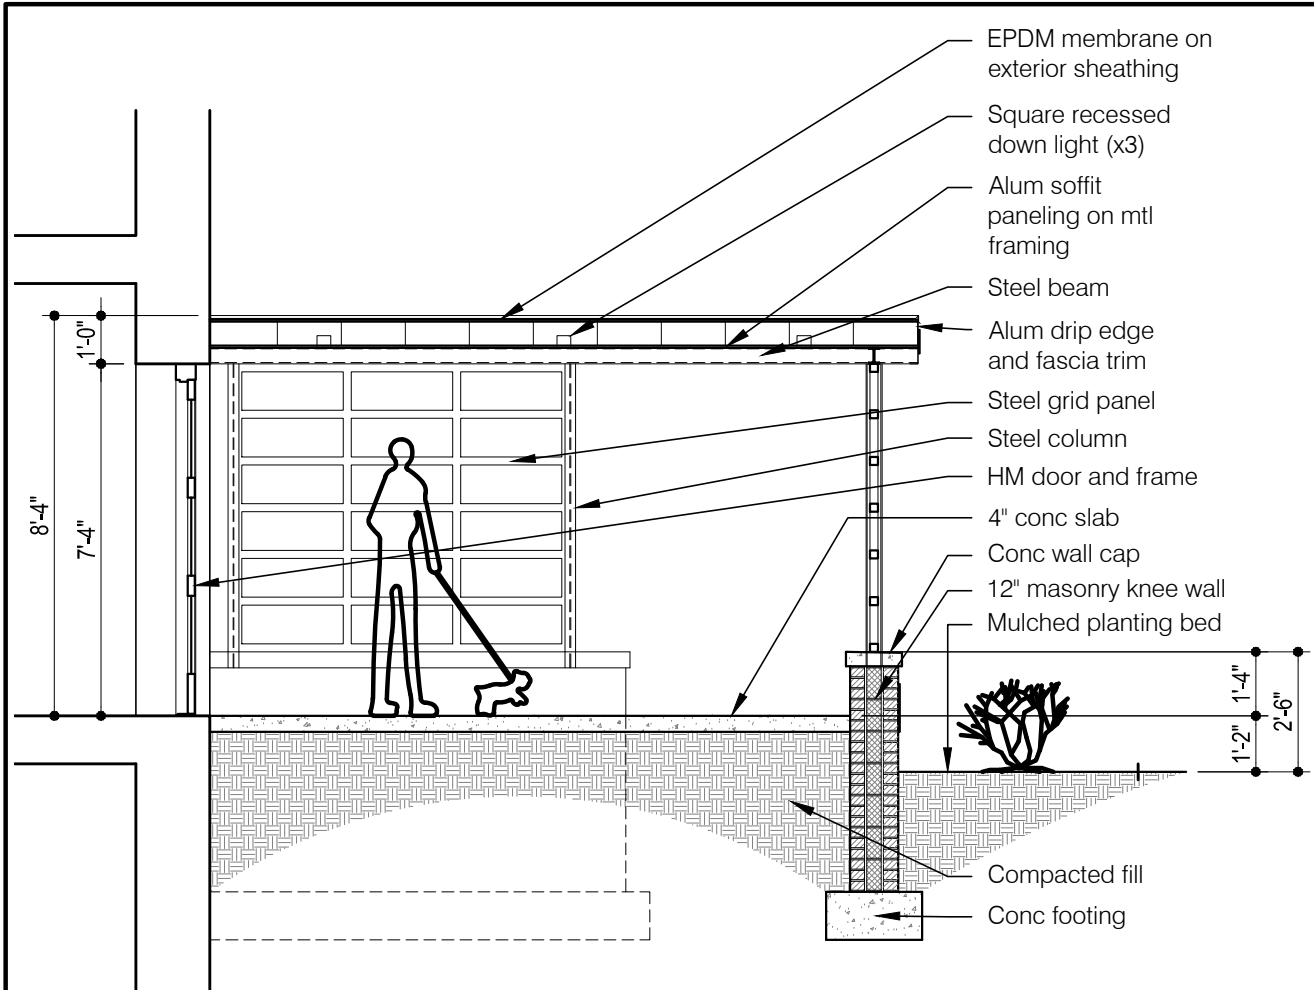 EPDM membrane on
exterior sheathing
Square recessed
down light (x3)
Alum soffit
paneling on mtl
framing
Steel beam
Alum drip edge
and fascia trim
Steel grid panel
Steel column
HM door and frame
4" conc slab
Conc wall cap
12" masonry knee wall
Mulched planting bed
Compacted fill
Conc footing
1'-0"
8'-4"
7'-4"
1'-4"
2'-6"
1'-2"